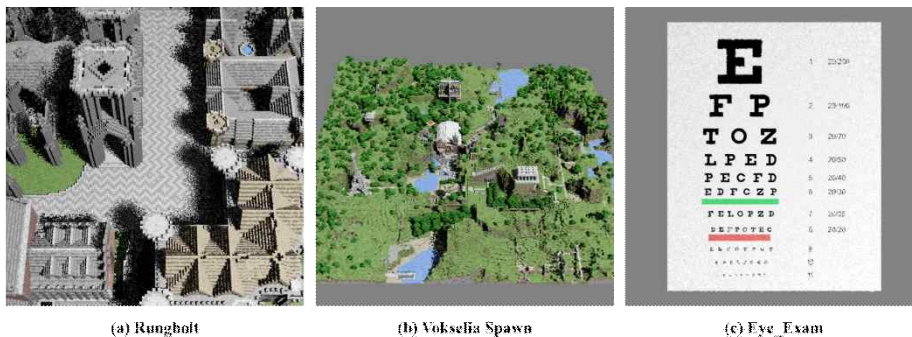 E
1 20/200
F P
2 20/100
T O Z
3 20/70
L P E D
4 20/50
P E C F D
5 20/40
E D F C Z P
6 20/30
F E L O P Z D
7 20/25
D E F P O T E C
8 20/20
9
10
11
(a) Rungholt
(b) Vokselia Spawn
(c) Eye_Exam